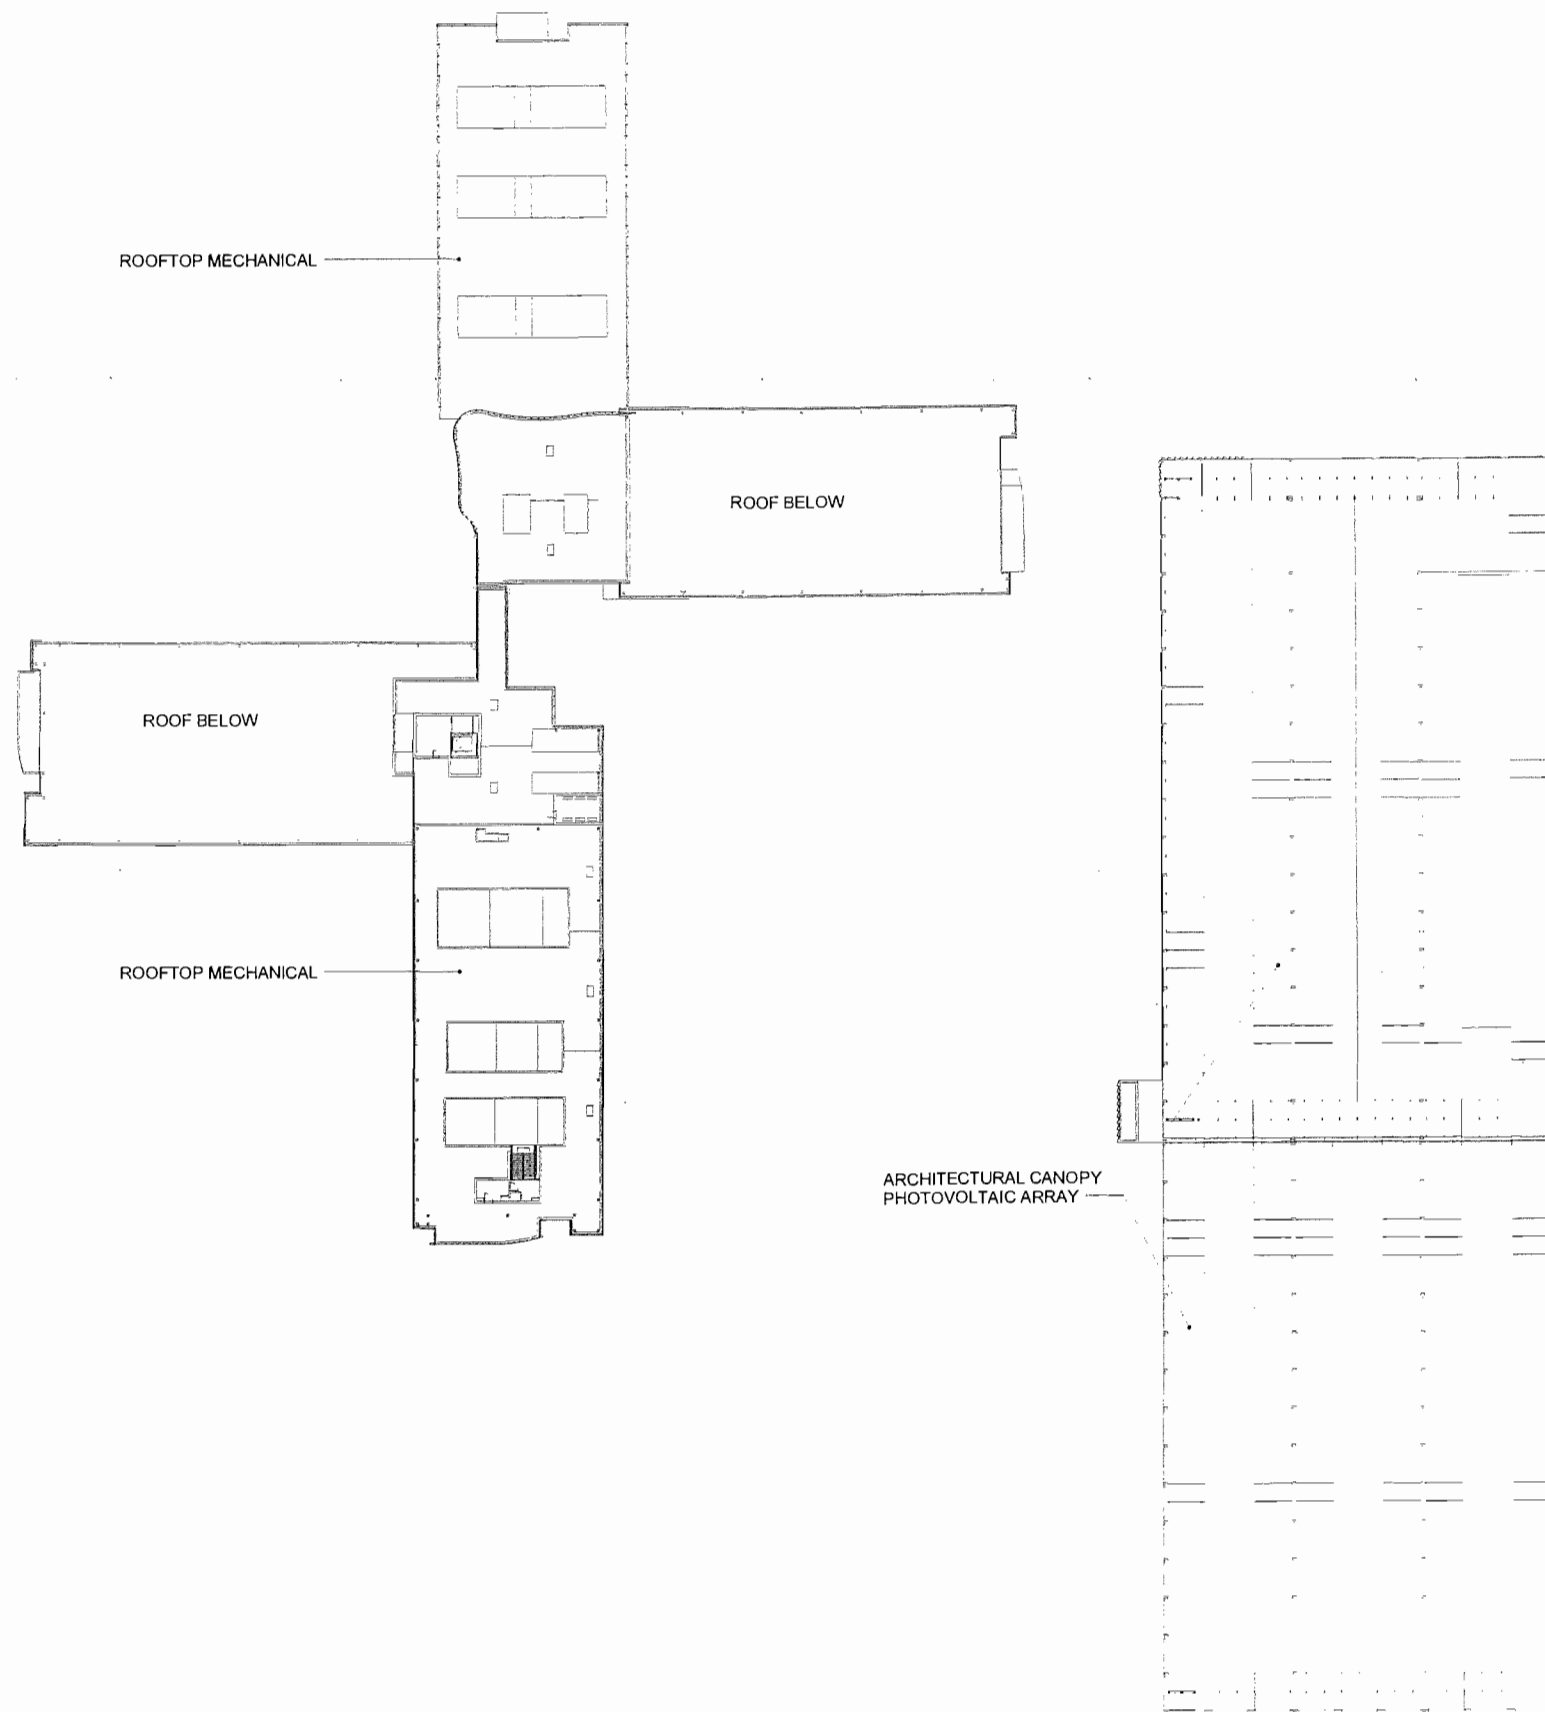 ROOFTOP MECHANICAL
ROOF BELOW
ROOF BELOW
ROOFTOP MECHANICAL
ARCHITECTURAL CANOPY
PHOTOVOLTAIC ARRAY